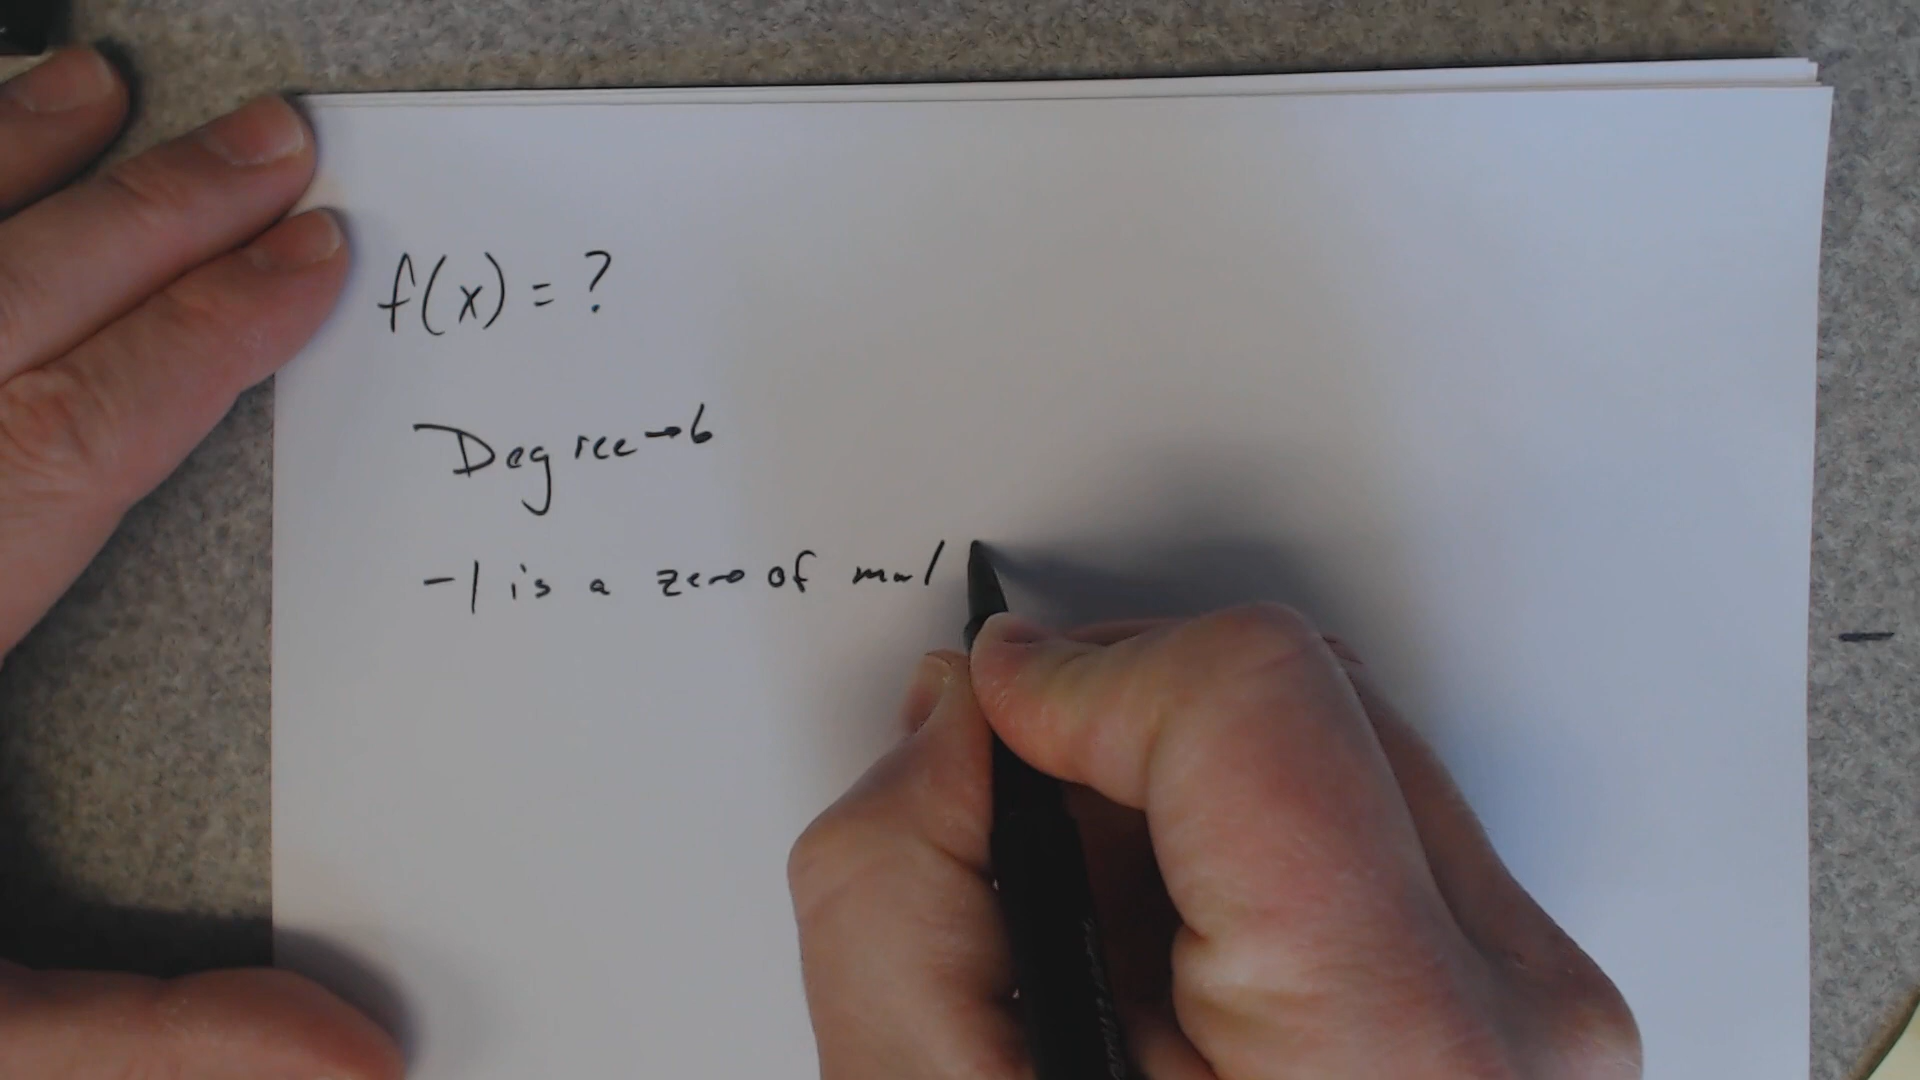 f(x) = ?
Degree → 6
-1 is a zero of mul